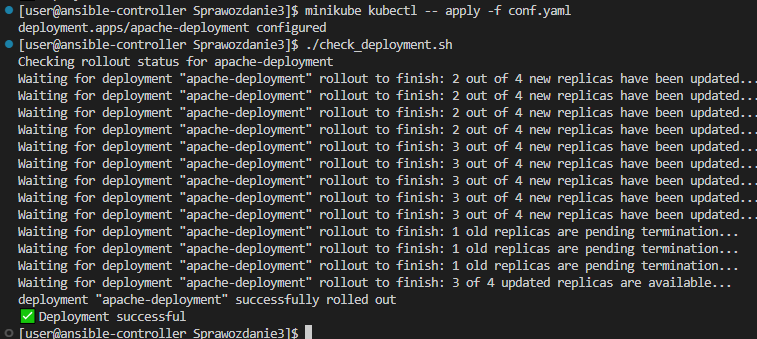 [user@ansible-controller Sprawozdanie3]$ minikube kubectl -- apply -f conf.yaml
deployment.apps/apache-deployment configured
[user@ansible-controller Sprawozdanie3]$ ./check_deployment.sh
Checking rollout status for apache-deployment
Waiting for deployment "apache-deployment" rollout to finish: 2 out of 4 new replicas have been updated...
Waiting for deployment "apache-deployment" rollout to finish: 2 out of 4 new replicas have been updated...
Waiting for deployment "apache-deployment" rollout to finish: 2 out of 4 new replicas have been updated...
Waiting for deployment "apache-deployment" rollout to finish: 2 out of 4 new replicas have been updated...
Waiting for deployment "apache-deployment" rollout to finish: 3 out of 4 new replicas have been updated...
Waiting for deployment "apache-deployment" rollout to finish: 3 out of 4 new replicas have been updated...
Waiting for deployment "apache-deployment" rollout to finish: 3 out of 4 new replicas have been updated...
Waiting for deployment "apache-deployment" rollout to finish: 3 out of 4 new replicas have been updated...
Waiting for deployment "apache-deployment" rollout to finish: 3 out of 4 new replicas have been updated...
Waiting for deployment "apache-deployment" rollout to finish: 1 old replicas are pending termination...
Waiting for deployment "apache-deployment" rollout to finish: 1 old replicas are pending termination...
Waiting for deployment "apache-deployment" rollout to finish: 1 old replicas are pending termination...
Waiting for deployment "apache-deployment" rollout to finish: 3 of 4 updated replicas are available...
deployment "apache-deployment" successfully rolled out
✅ Deployment successful
[user@ansible-controller Sprawozdanie3]$